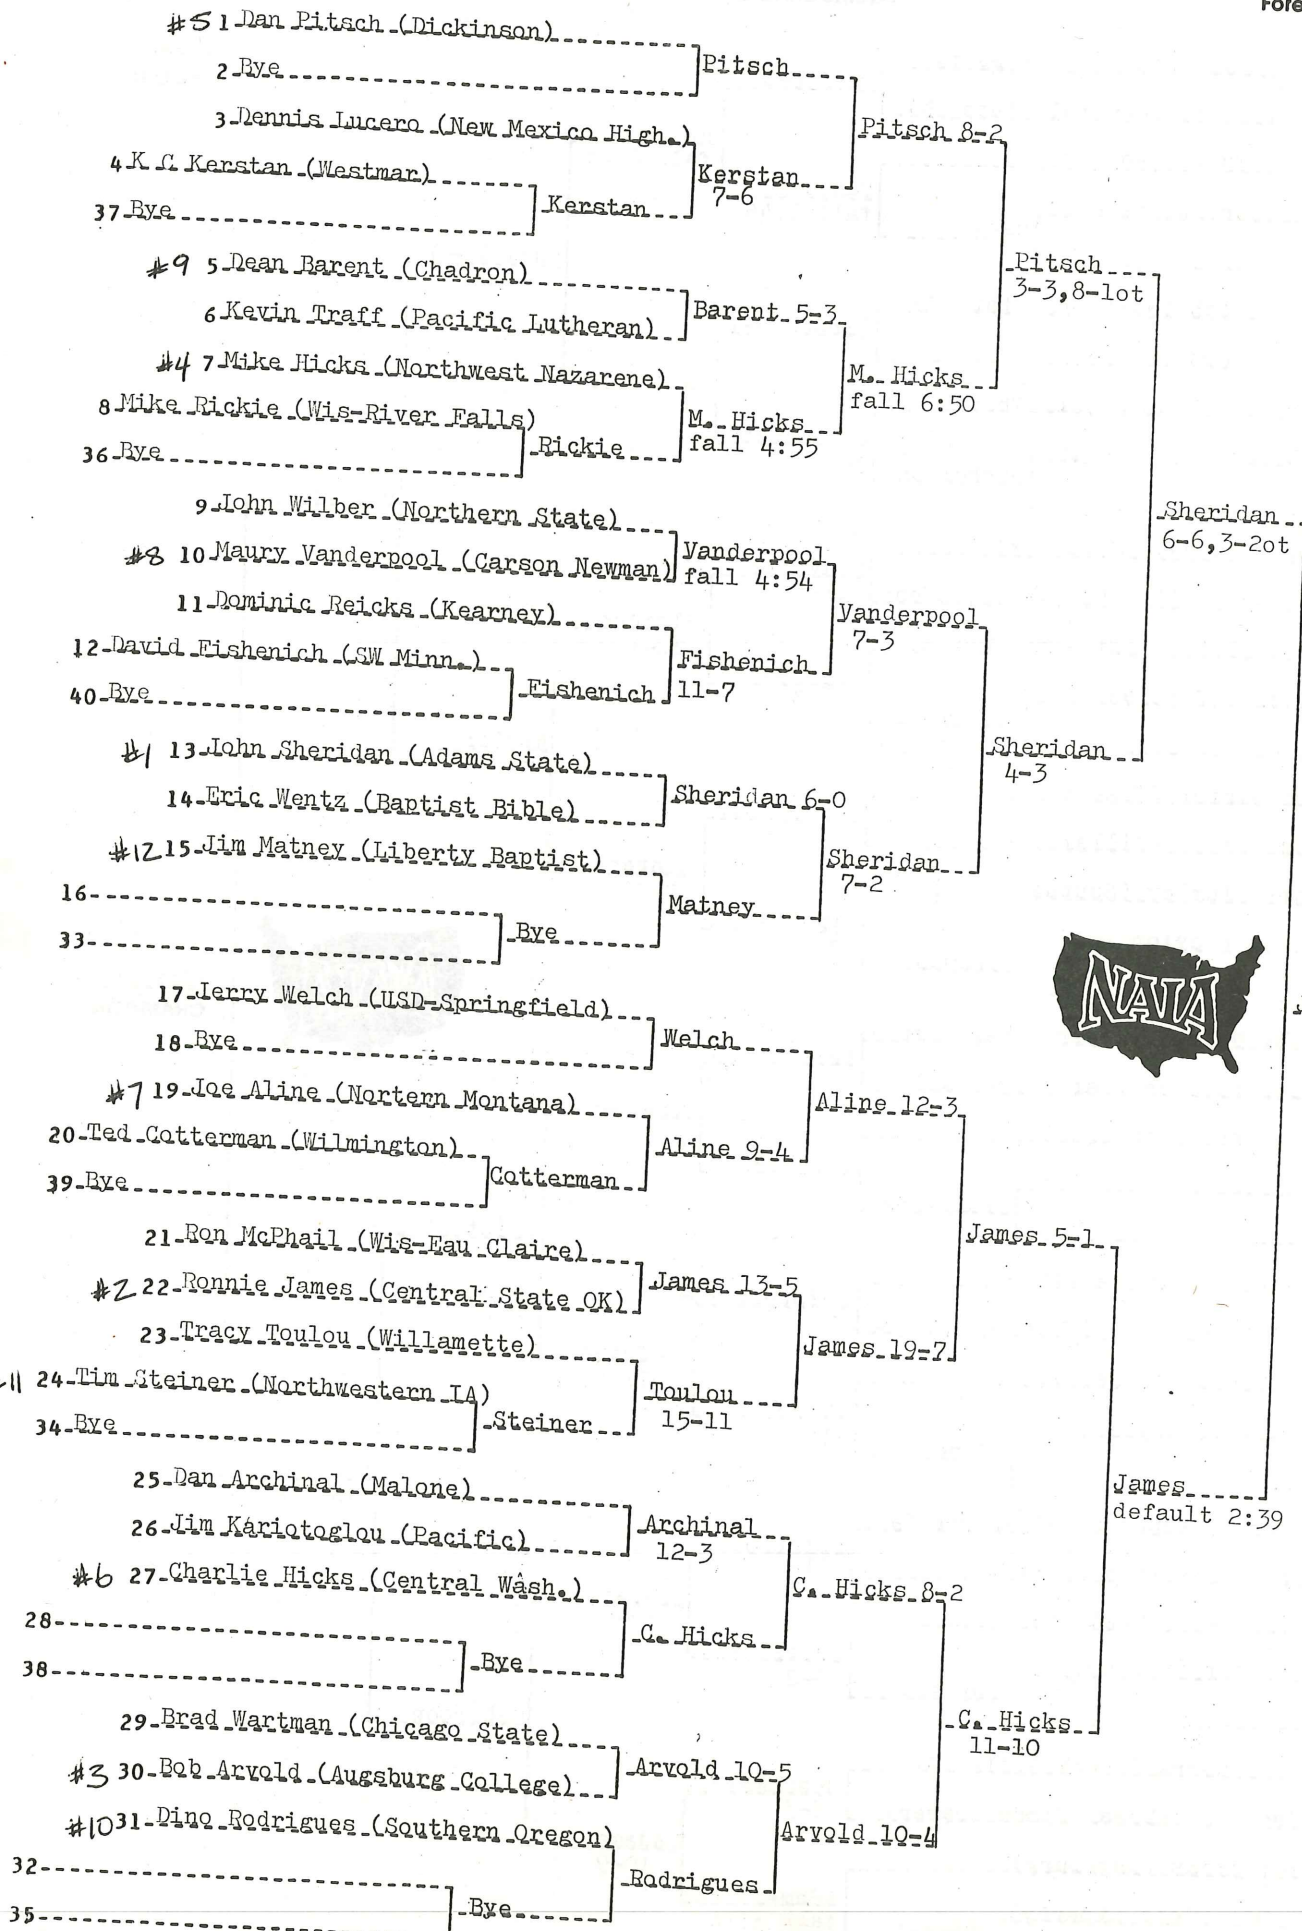 Fore
#5 1 Dan Pitsch (Dickinson)
2 Bye
Pitsch
3 Dennis Lucero (New Mexico High.)
Pitsch 8-2
4 K C Kerstan (Westmar)
Kerstan
7-6
37 Bye
Kerstan
#9 5 Dean Barent (Chadron)
Pitsch
3-3,8-1ot
6 Kevin Traff (Pacific Lutheran)
Barent 5-3
#4 7 Mike Hicks (Northwest Nazarene)
M. Hicks
fall 6:50
8 Mike Rickie (Wis-River Falls)
M. Hicks
fall 4:55
36 Bye
Rickie
9 John Wilber (Northern State)
Sheridan
6-6,3-2ot
#8 10 Maury Vanderpool (Carson Newman)
Vanderpool
fall 4:54
11 Dominic Reicks (Kearney)
Vanderpool
7-3
12-David Fishenich (SW Minn.)
Fishenich
11-7
40-Bye
Fishenich
#1 13-John Sheridan (Adams State)
Sheridan
4-3
14-Eric Wentz (Baptist Bible)
Sheridan 6-0
#12 15-Jim Matney (Liberty Baptist)
Sheridan
7-2
16-
Matney
33-
Bye
NAIA
17-Jerry Welch (USD-Springfield)
18-Bye
Welch
#7 19-Joe Aline (Nortern Montana)
Aline 12-3
20-Ted Cotterman (Wilmington)
Aline 9-4
39-Bye
Cotterman
21-Ron McPhail (Wis-Eau Claire)
James 5-1
#2 22-Ronnie James (Central State OK)
James 13-5
23-Tracy Toulou (Willamette)
James 19-7
11 24-Tim Steiner (Northwestern IA)
Toulou
15-11
34-Bye
Steiner
25-Dan Archinal (Malone)
James
default 2:39
26-Jim Kariotoglou (Pacific)
Archinal
12-3
#6 27-Charlie Hicks (Central Wash.)
C. Hicks 8-2
28-
C. Hicks
38-
Bye
29-Brad Wartman (Chicago State)
C. Hicks
11-10
#3 30-Bob Arvold (Augsburg College)
Arvold 10-5
#10 31-Dino Rodrigues (Southern Oregon)
Arvold 10-4
32-
Rodrigues
35-
Bye